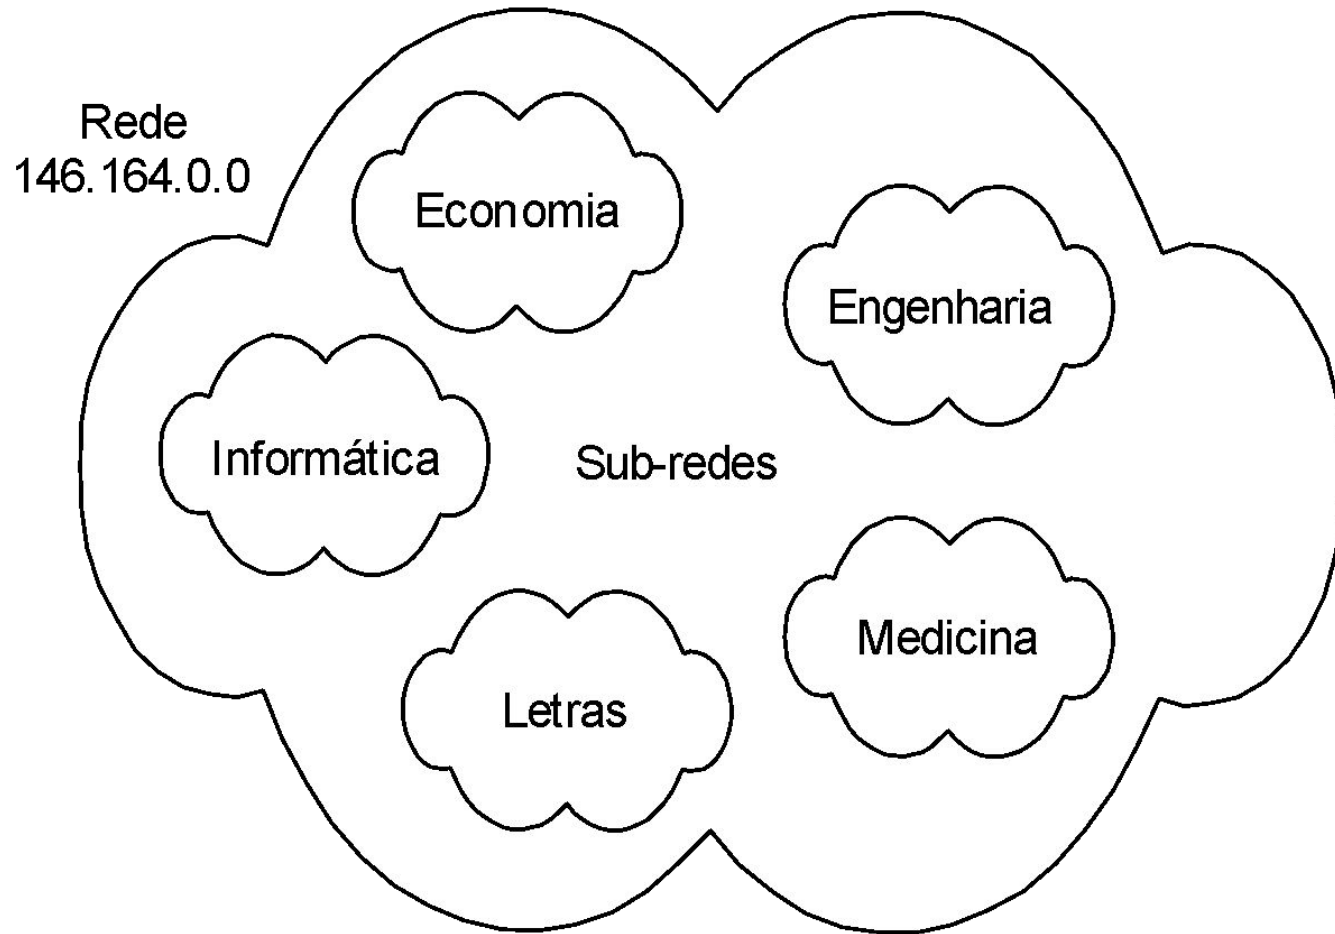 Rede
146.164.0.0
Economia
Engenharia
Informática
Sub-redes
Medicina
Letras